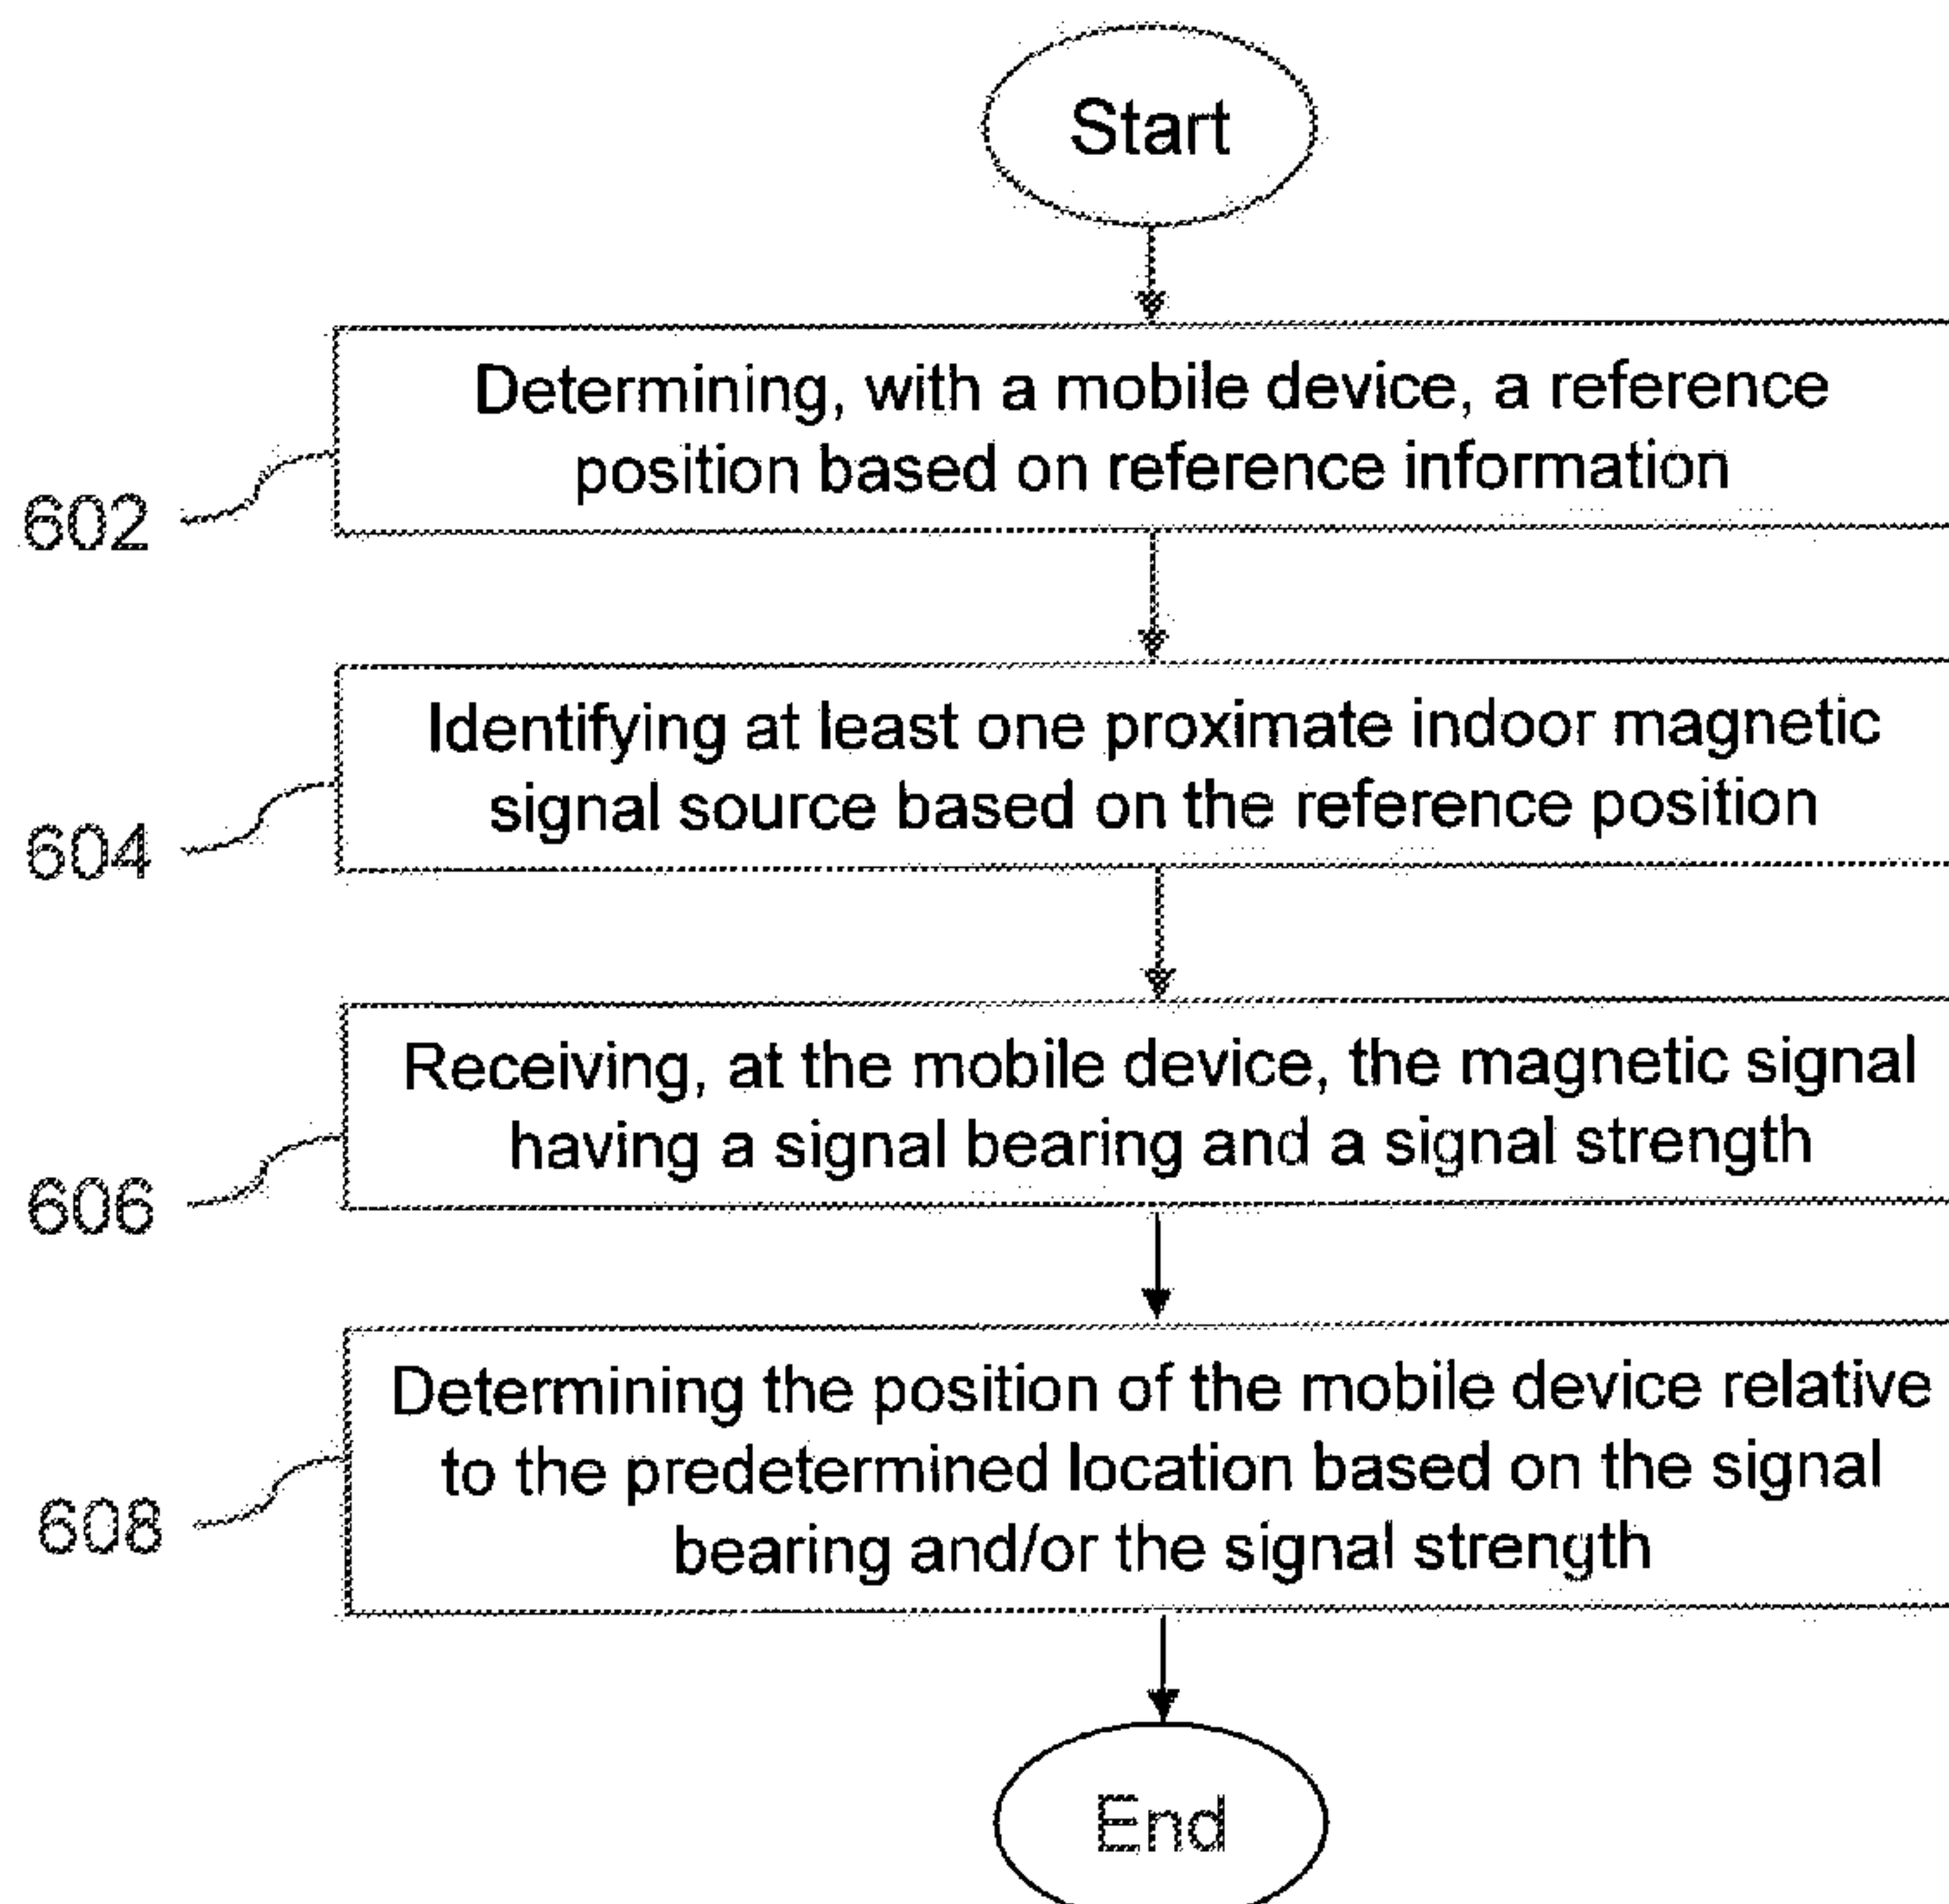 Start
Determining, with a mobile device, a reference
position based on reference information
602
Identifying at least one proximate indoor magnetic
signal source based on the reference position
604
Receiving, at the mobile device, the magnetic signal
having a signal bearing and a signal strength
606
Determining the position of the mobile device relative
to the predetermined location based on the signal
bearing and/or the signal strength
608
End